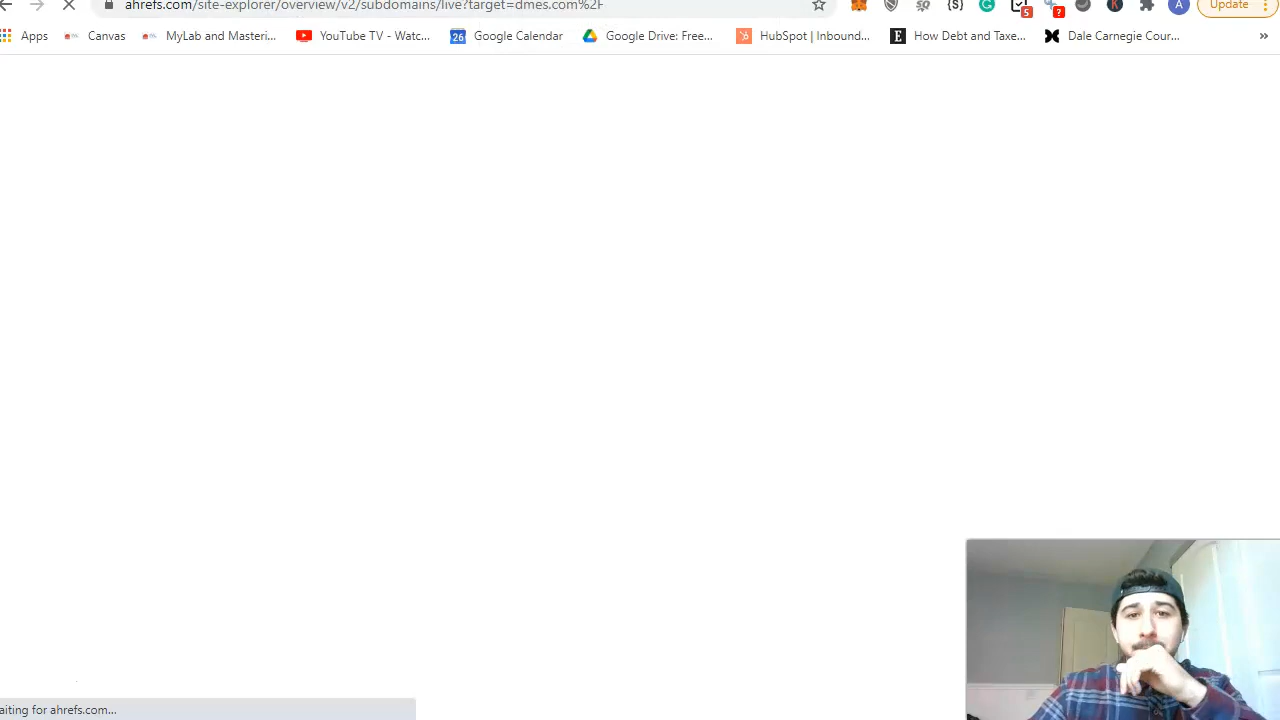 ahrefs.com/site-explorer/overview/v2/subdomains/live?target=dmes.com%2F
Update
Apps Canvas MyLab and Masteri... YouTube TV - Watc... 26 Google Calendar Google Drive: Free... HubSpot | Inbound... E How Debt and Taxe... Dale Carnegie Cour... »
5 ? K A sp {S} G
aiting for ahrefs.com...